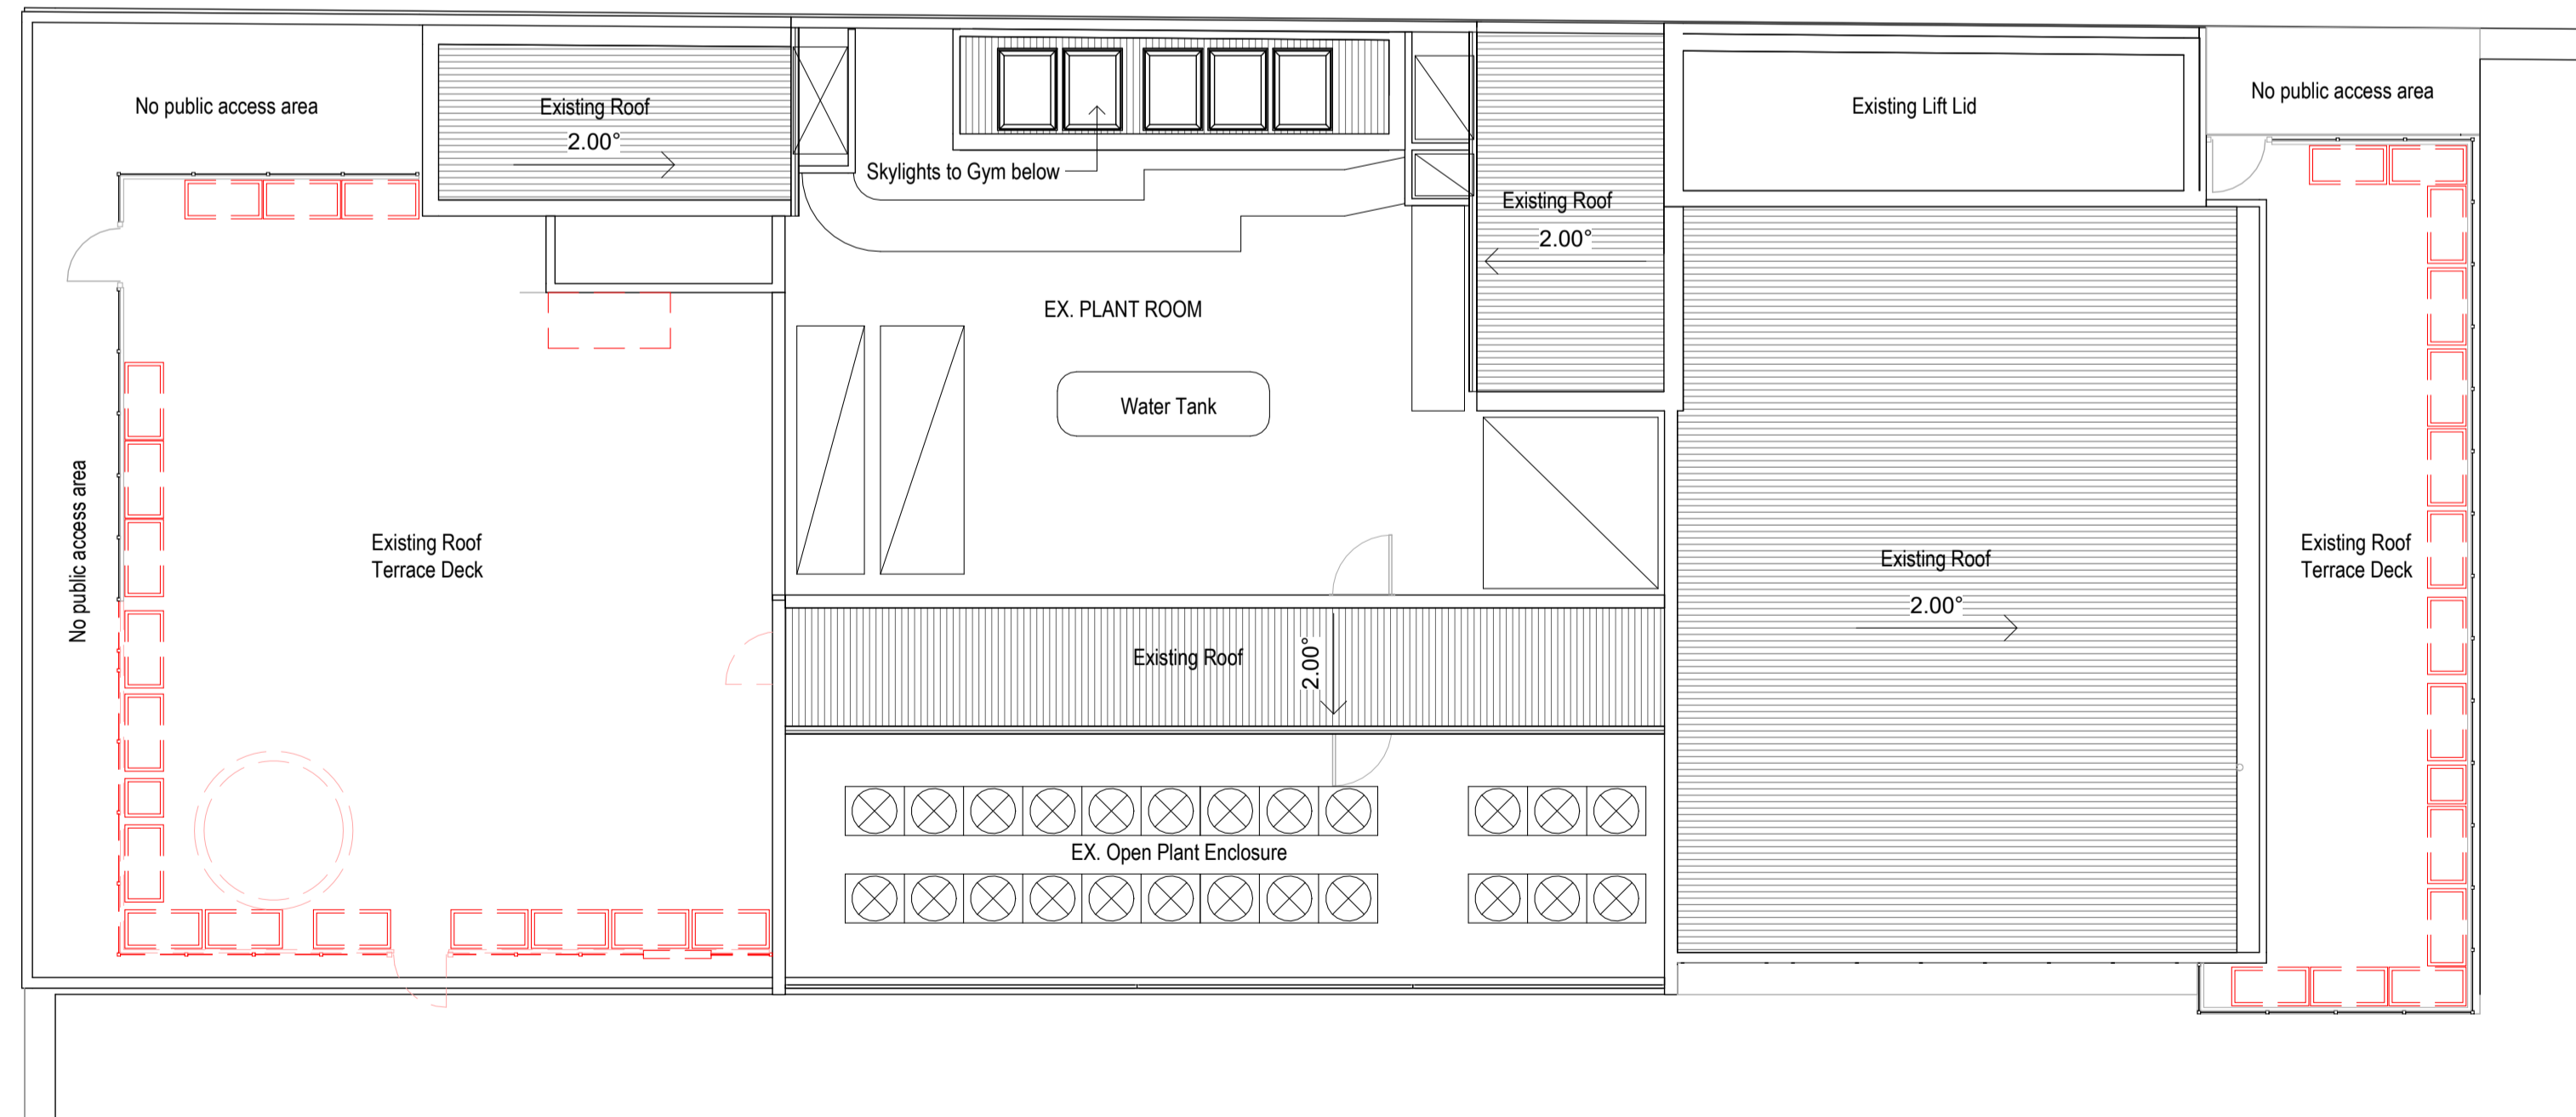 No public access area
Existing Roof
2.00°
Skylights to Gym below
Existing Roof
2.00°
Existing Lift Lid
No public access area
EX. PLANT ROOM
Water Tank
No public access area
Existing Roof
Terrace Deck
Existing Roof
2.00°
Existing Roof
2.00°
Existing Roof
Terrace Deck
EX. Open Plant Enclosure